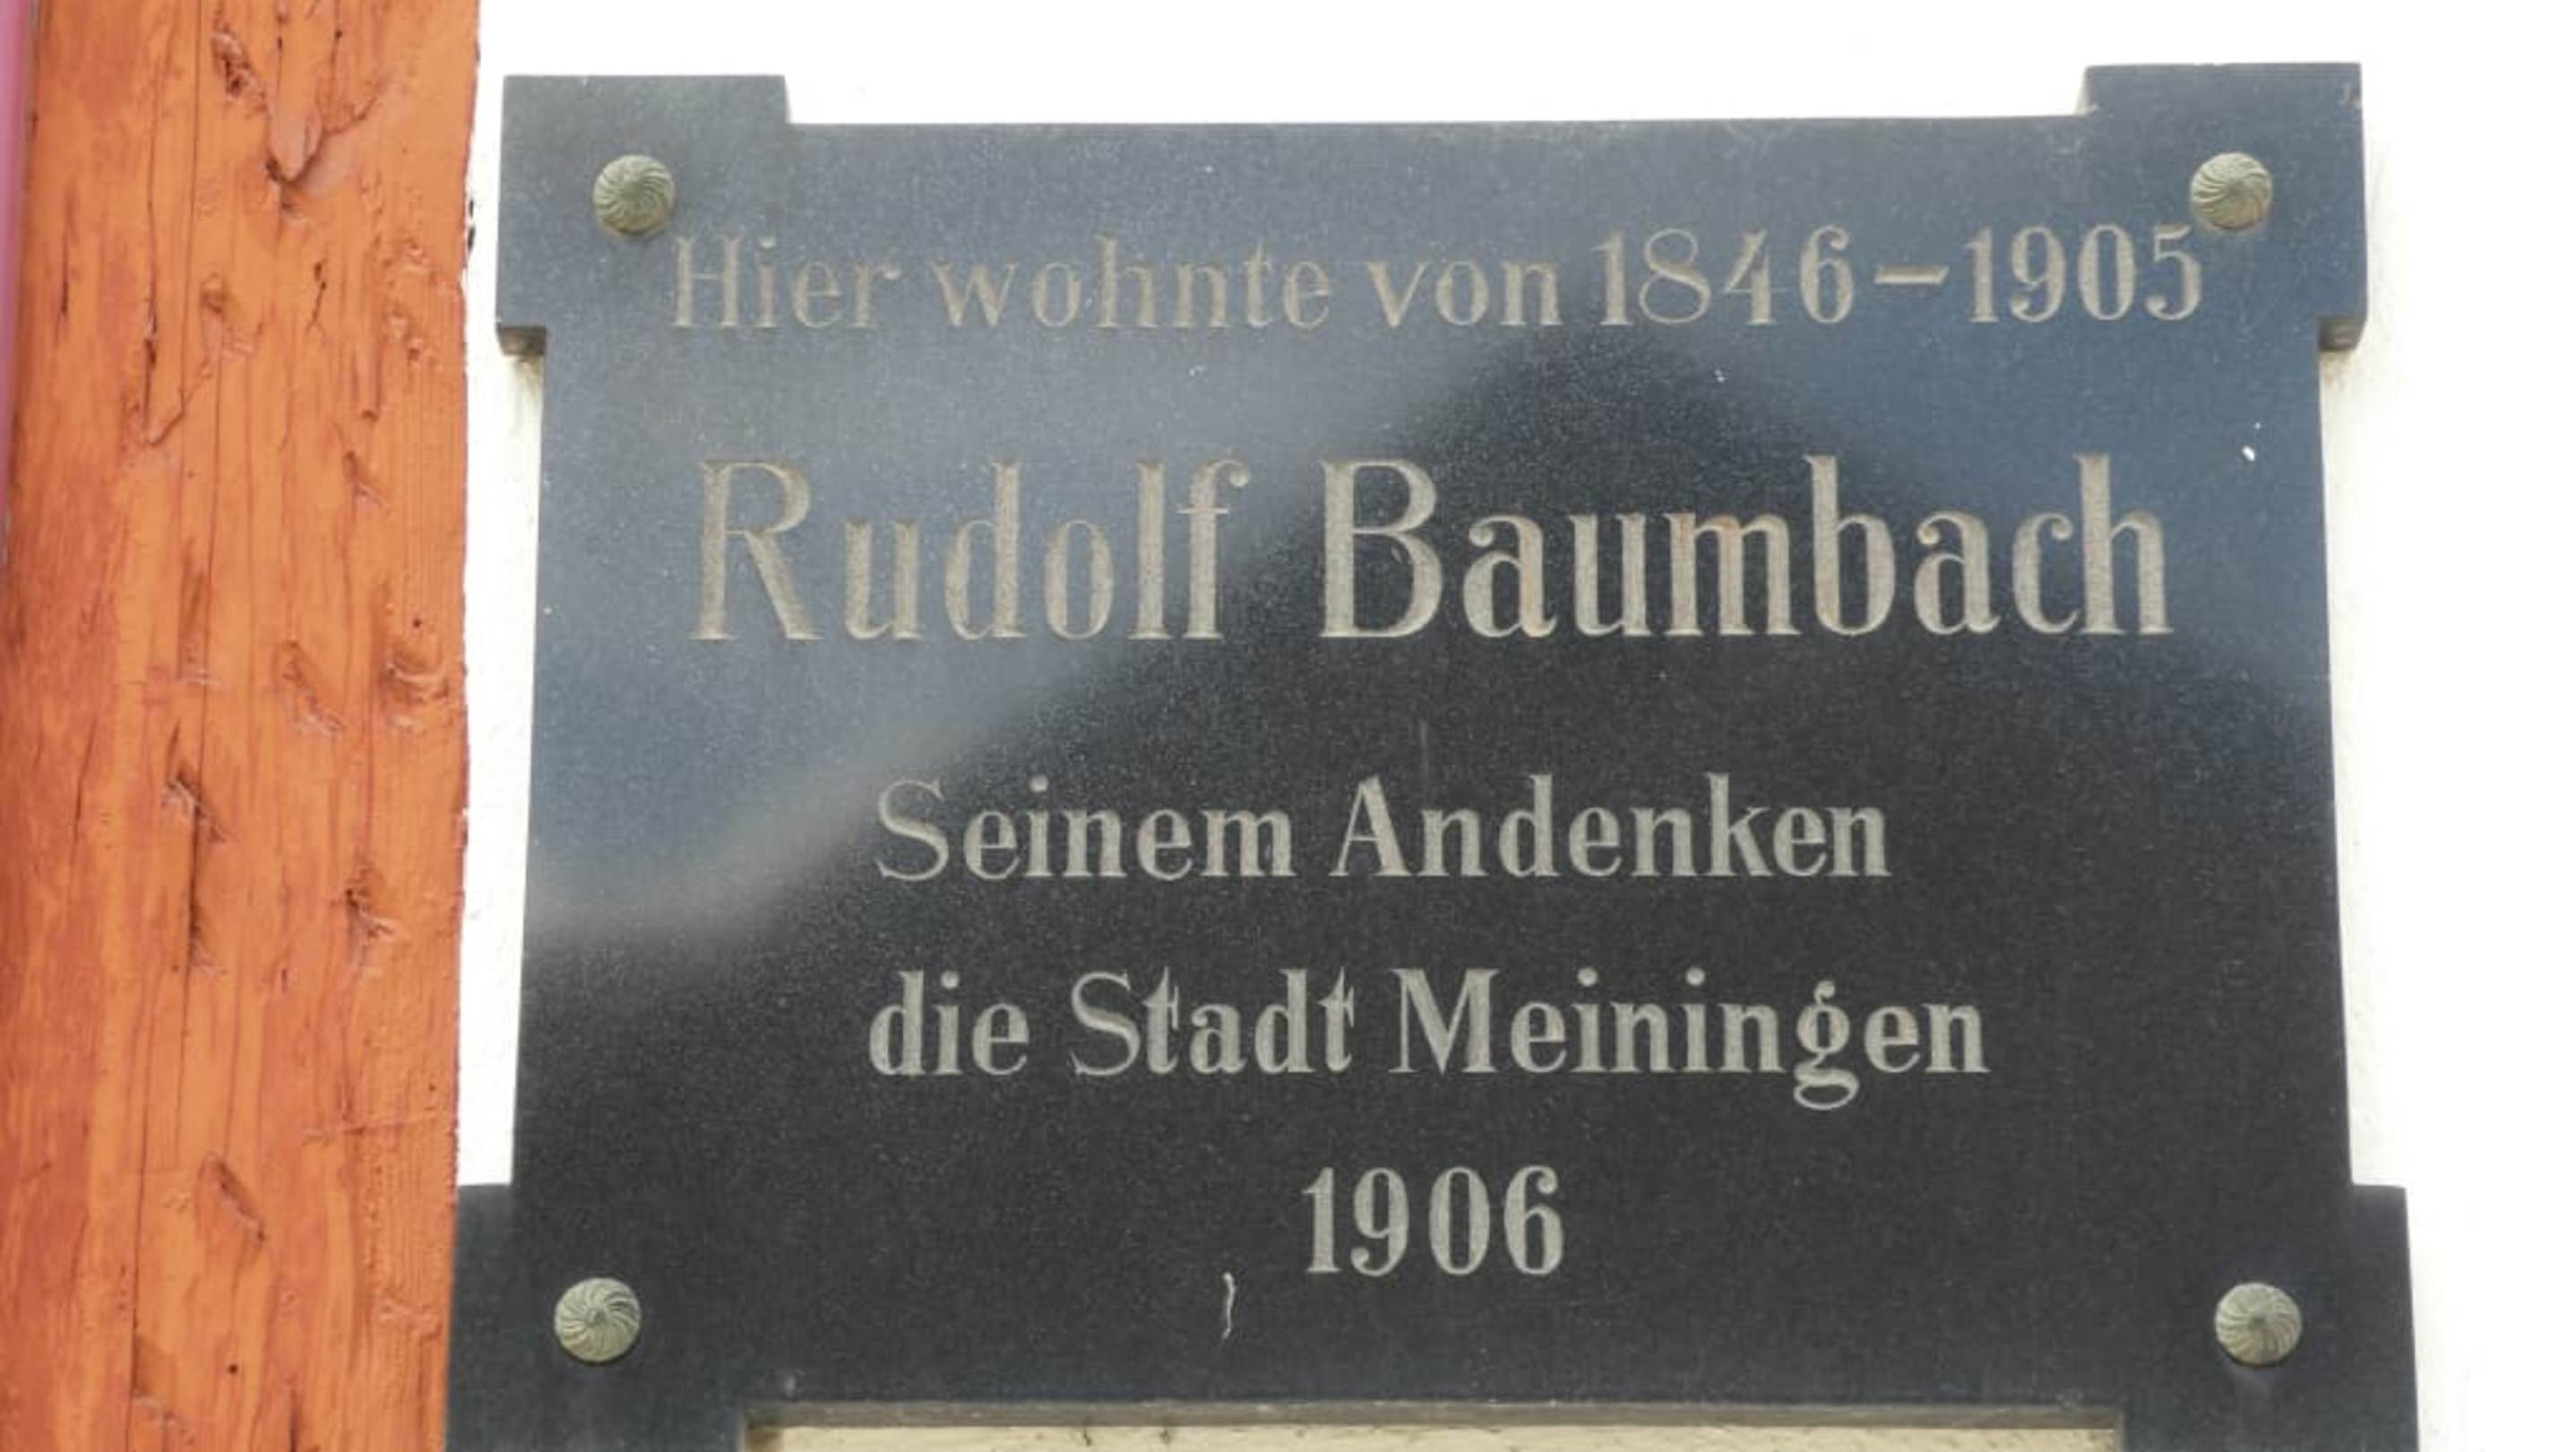 Hier wohnte von 1846-1905
Rudolf Baumbach
Seinem Andenken
die Stadt Meiningen
1906